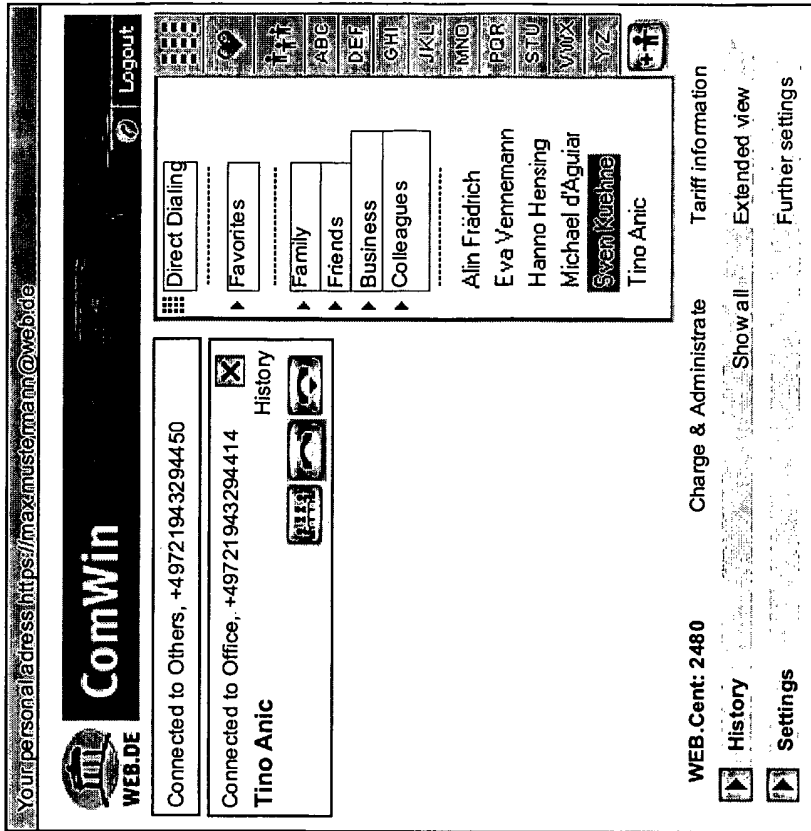 Your personal adress https://max.mustermann@web.de
WEB.DE
ComWin
Logout
Connected to Others, +497219432944​50
Connected to Office, +49721943294414
Tino Anic
History
Direct Dialing
Favorites
Family
Friends
Business
Colleagues
Alin Frädrich
Eva Vennemann
Hanno Hensing
Michael d'Aguiar
Sven Kuehne
Tino Anic
ABC
DEF
GHI
JKL
MNO
PQR
STU
VWX
YZ
WEB.Cent: 2480
Charge & Administrate
Tariff information
History
Show all
Extended view
Settings
Further settings